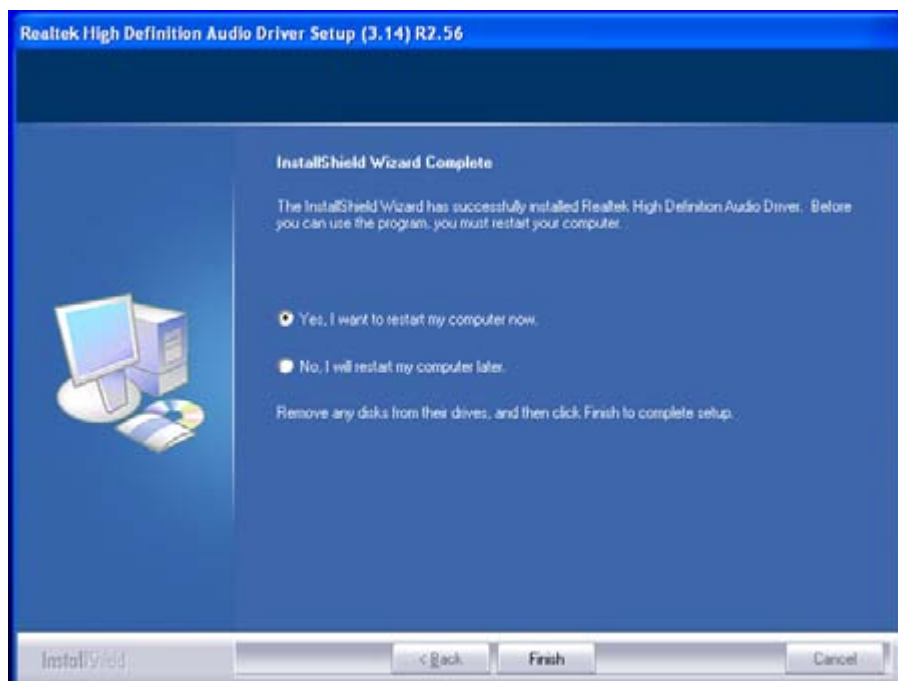 Realtek High Definition Audio Driver Setup (3.14) R2.56
InstallShield Wizard Complete
The InstallShield Wizard has successfully installed Realtek High Definition Audio Driver. Before
you can use the program, you must restart your computer.
Yes, I want to restart my computer now.
No, I will restart my computer later.
Remove any disks from their drives, and then click Finish to complete setup.
InstallShield
< Back
Finish
Cancel